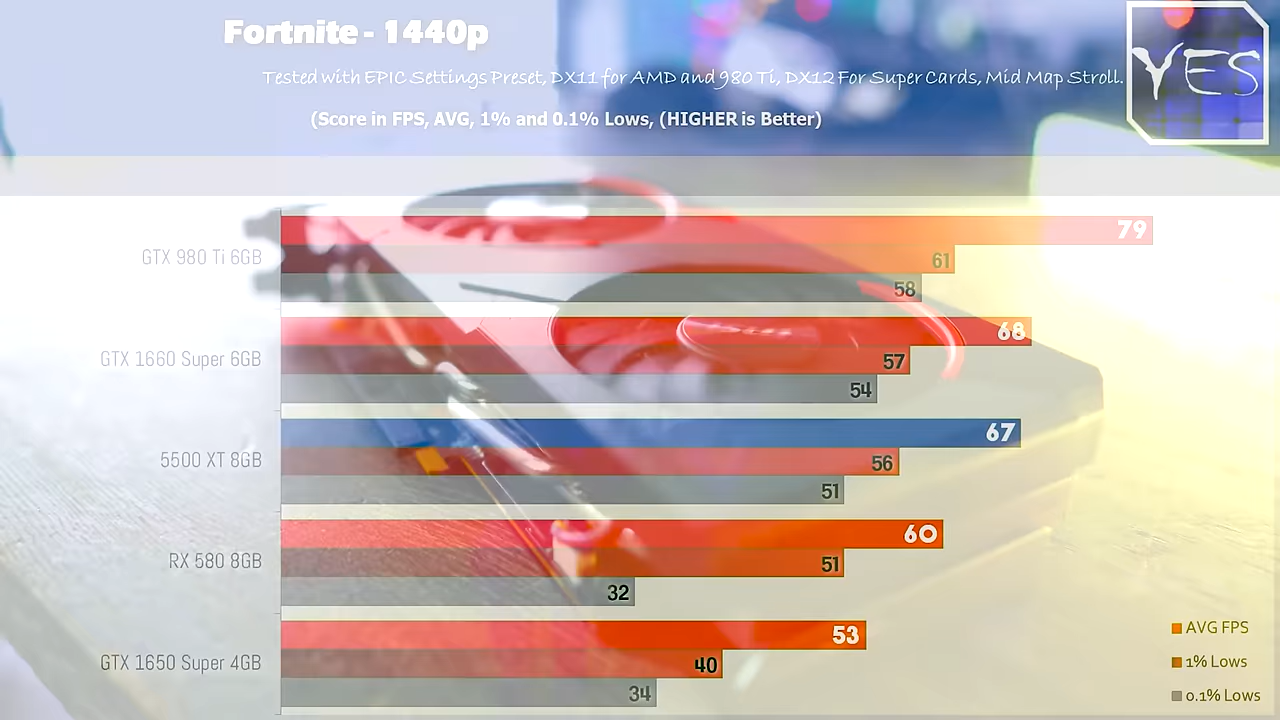 Fortnite - 1440p
Tested with EPIC Settings Preset, DX11 for AMD and 980 Ti, DX12 For Super Cards, Mid Map Stroll.
(Score in FPS, AVG, 1% and 0.1% Lows, (HIGHER is Better)
YES
GTX 980 Ti 6GB
79
61
58
GTX 1660 Super 6GB
68
57
54
5500 XT 8GB
67
56
51
RX 580 8GB
60
51
32
GTX 1650 Super 4GB
53
40
34
AVG FPS
1% Lows
0.1% Lows